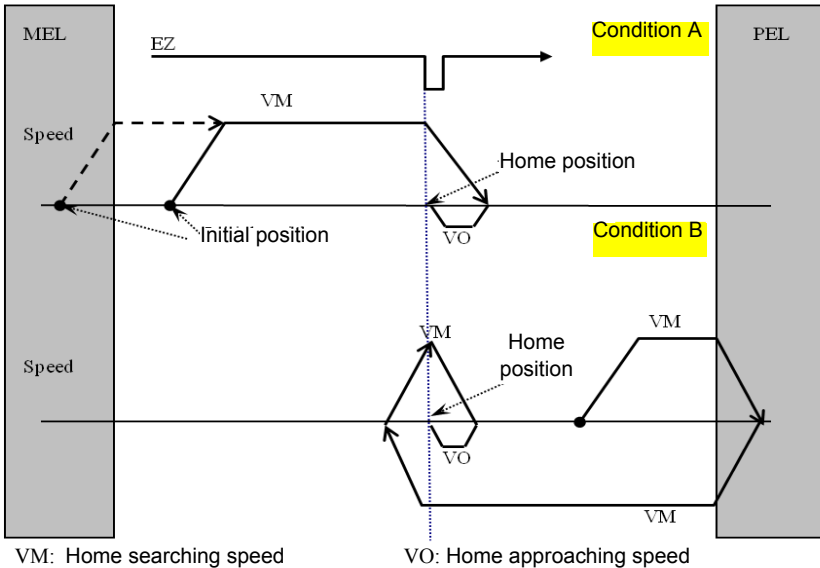 MEL
EZ
Condition A
PEL
VM
Speed
Home position
Initial position
VO
Condition B
VM
VM
Home
position
Speed
VO
VM
VM: Home searching speed
VO: Home approaching speed